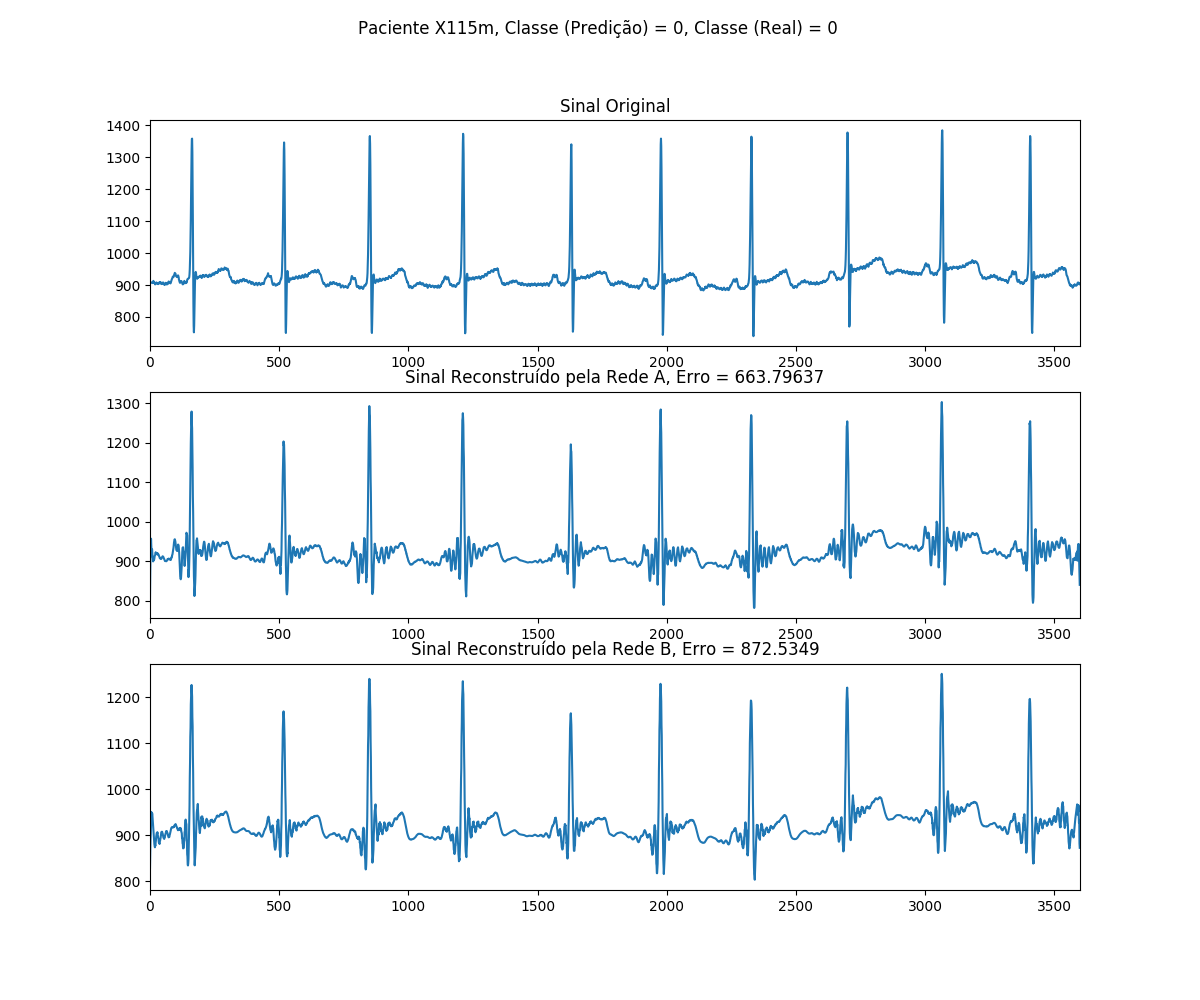 Paciente X115m, Classe (Predição) = 0, Classe (Real) = 0
Sinal Original
1400
1300
1200
1100
1000
900
800
0 500 1000 1500 2000 2500 3000 3500
Sinal Reconstruído pela Rede A, Erro = 663.79637
1300
1200
1100
1000
900
800
0 500 1000 1500 2000 2500 3000 3500
Sinal Reconstruído pela Rede B, Erro = 872.5349
1200
1100
1000
900
800
0 500 1000 1500 2000 2500 3000 3500